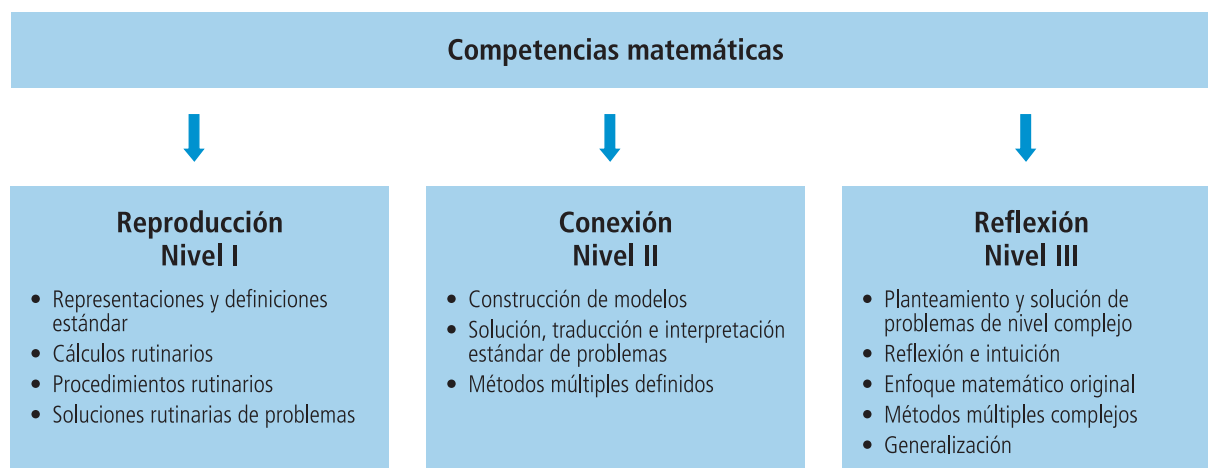 Competencias matemáticas
Reproducción
Nivel I
• Representaciones y definiciones
estándar
• Cálculos rutinarios
• Procedimientos rutinarios
• Soluciones rutinarias de problemas
Conexión
Nivel II
• Construcción de modelos
• Solución, traducción e interpretación
estándar de problemas
• Métodos múltiples definidos
Reflexión
Nivel III
• Planteamiento y solución de
problemas de nivel complejo
• Reflexión e intuición
• Enfoque matemático original
• Métodos múltiples complejos
• Generalización